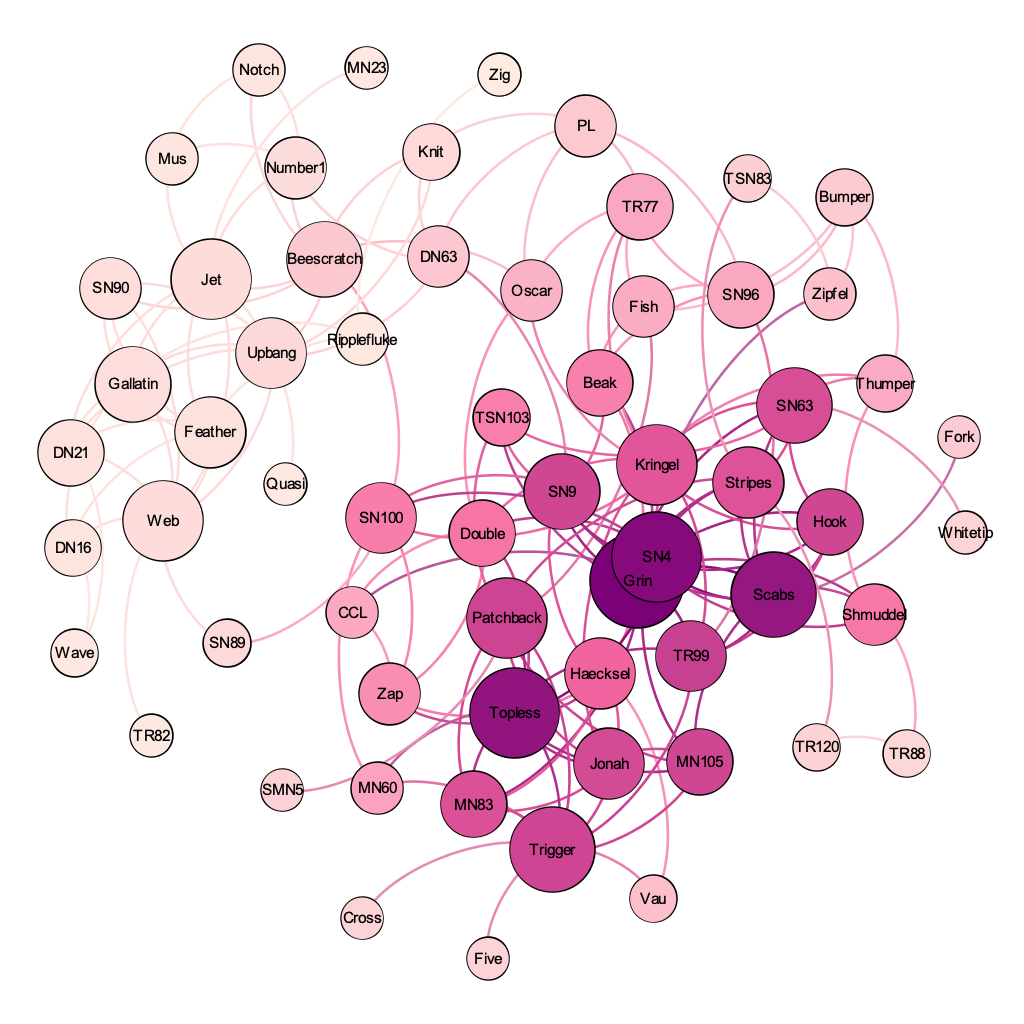 Notch
MN23
Zig
PL
Mus
Number1
Knit
TSN83
Bumper
TR77
Jet
Beescratch
DN63
SN90
Oscar
Fish
SN96
Zipfel
Upbang
Ripplefluke
Gallatin
Beak
Thumper
SN63
TSN103
Feather
Fork
DN21
Kringel
Quasi
SN9
Stripes
Web
SN100
Double
Hook
Whitetip
DN16
SN4
Grin
Scabs
CCL
Patchback
Shmuddel
SN89
Wave
TR99
Haecksel
Zap
Topless
TR82
TR120
TR88
Jonah
MN105
SMN5
MN60
MN83
Trigger
Vau
Cross
Five